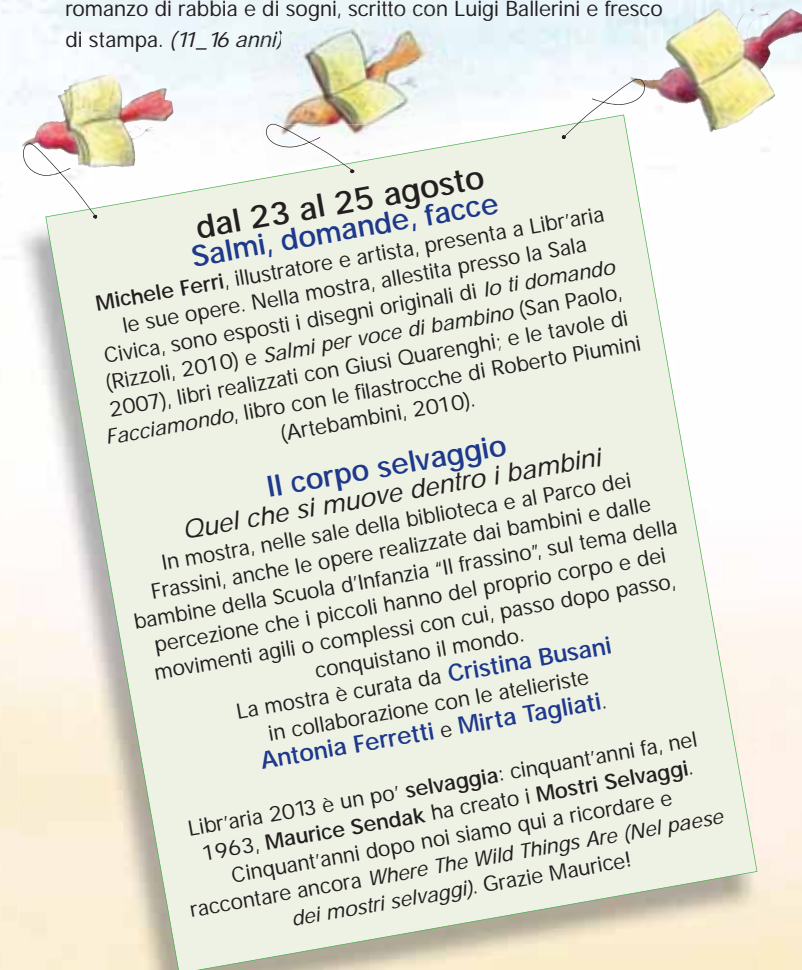 romanzo di rabbia e di sogni, scritto con Luigi Ballerini e fresco
di stampa. (11_16 anni)
dal 23 al 25 agosto
Salmi, domande, facce
Michele Ferri, illustratore e artista, presenta a Libr'aria
le sue opere. Nella mostra, allestita presso la Sala
Civica, sono esposti i disegni originali di Io ti domando
(Rizzoli, 2010) e Salmi per voce di bambino (San Paolo,
2007), libri realizzati con Giusi Quarenghi; e le tavole di
Facciamondo, libro con le filastrocche di Roberto Piumini
(Artebambini, 2010).
Il corpo selvaggio
Quel che si muove dentro i bambini
In mostra, nelle sale della biblioteca e al Parco dei
Frassini, anche le opere realizzate dai bambini e dalle
bambine della Scuola d'Infanzia "Il frassino", sul tema della
percezione che i piccoli hanno del proprio corpo e dei
movimenti agili o complessi con cui, passo dopo passo,
conquistano il mondo.
La mostra è curata da Cristina Busani
in collaborazione con le atelieriste
Antonia Ferretti e Mirta Tagliati.
Libr'aria 2013 è un po' selvaggia: cinquant'anni fa, nel
1963, Maurice Sendak ha creato i Mostri Selvaggi.
Cinquant'anni dopo noi siamo qui a ricordare e
raccontare ancora Where The Wild Things Are (Nel paese
dei mostri selvaggi). Grazie Maurice!